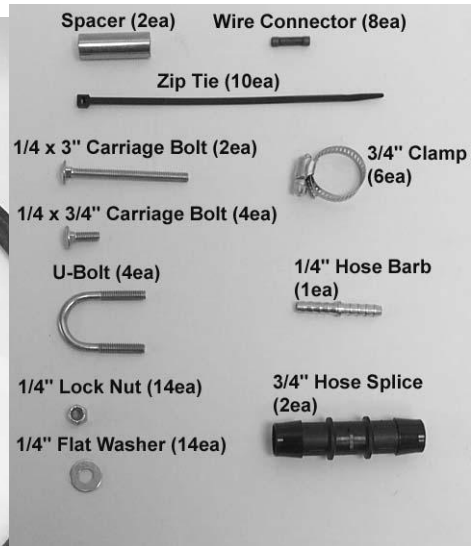 Spacer (2ea)
Wire Connector (8ea)
Zip Tie (10ea)
1/4 x 3" Carriage Bolt (2ea)
3/4" Clamp
(6ea)
1/4 x 3/4" Carriage Bolt (4ea)
U-Bolt (4ea)
1/4" Hose Barb
(1ea)
1/4" Lock Nut (14ea)
3/4" Hose Splice
(2ea)
1/4" Flat Washer (14ea)